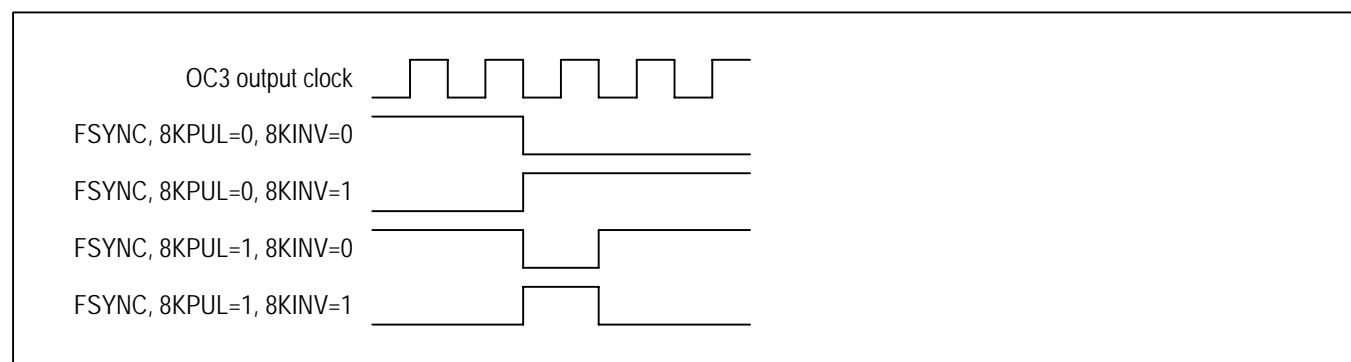 OC3 output clock
FSYNC, 8KPUL=0, 8KINV=0
FSYNC, 8KPUL=0, 8KINV=1
FSYNC, 8KPUL=1, 8KINV=0
FSYNC, 8KPUL=1, 8KINV=1